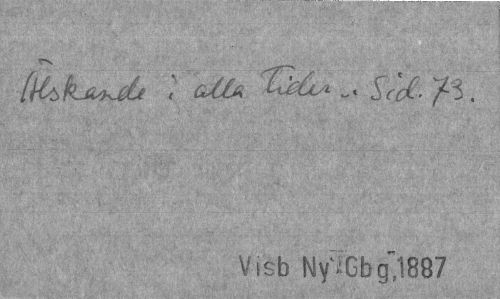 Älskande i alla tider .. Sid. 73.
Visb Ny Gbg, 1887